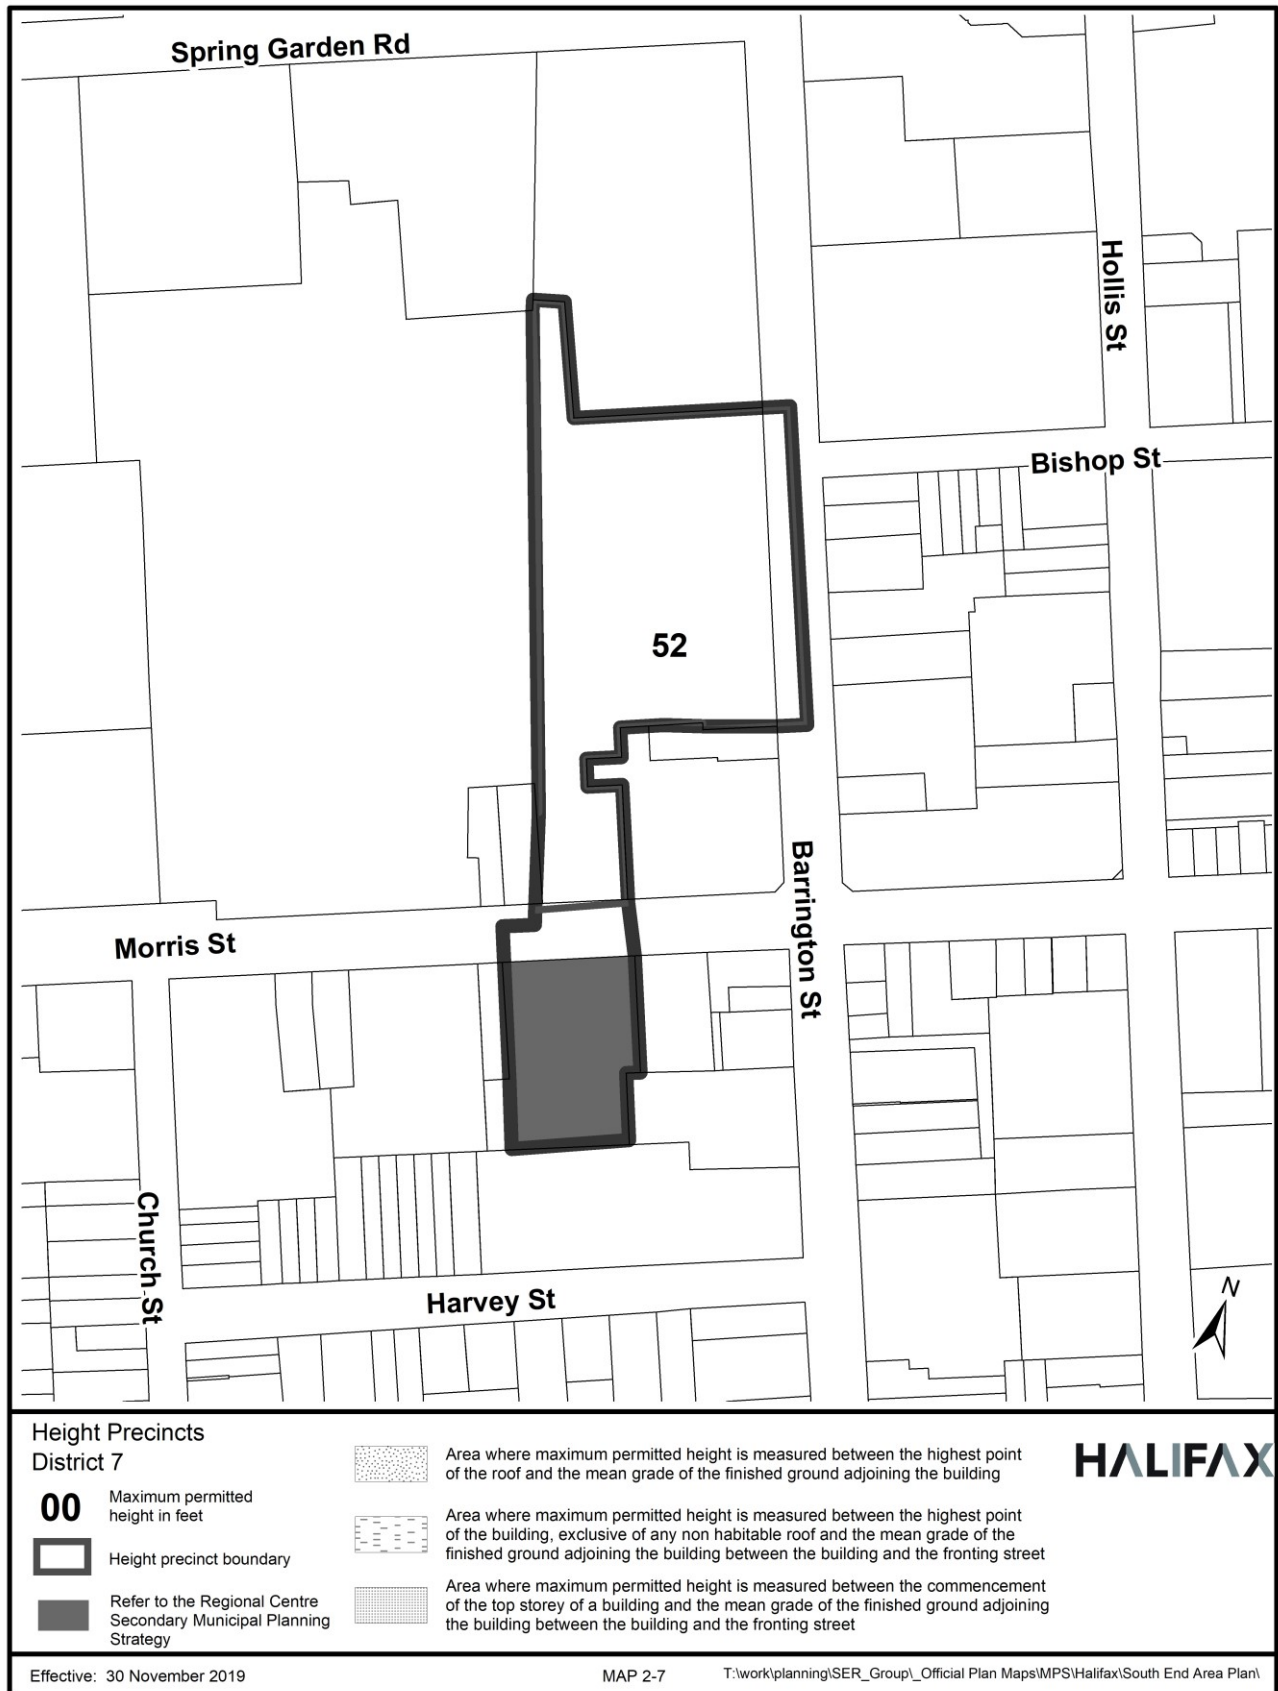 Spring Garden Rd
Hollis St
Bishop St
52
Barrington St
Morris St
Church St
Harvey St
N
Height Precincts
District 7
00
Maximum permitted
height in feet
Height precinct boundary
Refer to the Regional Centre
Secondary Municipal Planning
Strategy
Area where maximum permitted height is measured between the highest point
of the roof and the mean grade of the finished ground adjoining the building
Area where maximum permitted height is measured between the highest point
of the building, exclusive of any non habitable roof and the mean grade of the
finished ground adjoining the building between the building and the fronting street
Area where maximum permitted height is measured between the commencement
of the top storey of a building and the mean grade of the finished ground adjoining
the building between the building and the fronting street
HALIFAX
Effective: 30 November 2019
MAP 2-7
T:\work\planning\SER_Group\_Official Plan Maps\MPS\Halifax\South End Area Plan\